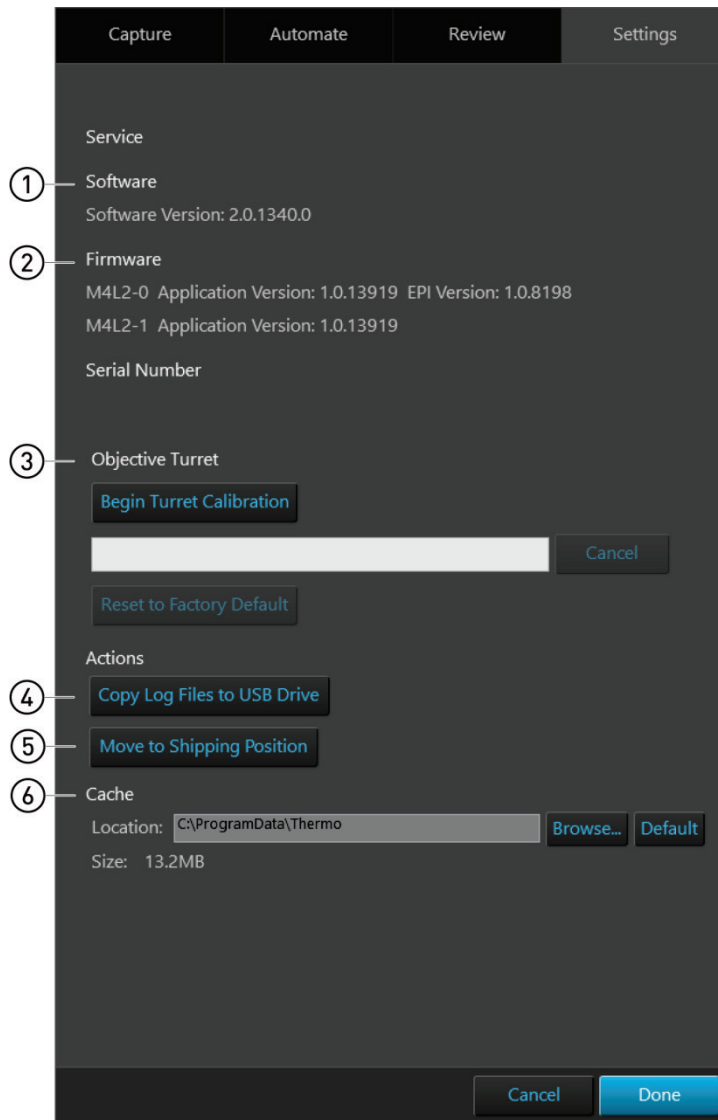 Capture Automate Review Settings
Service
1 Software
Software Version: 2.0.1340.0
2 Firmware
M4L2-0 Application Version: 1.0.13919 EPI Version: 1.0.8198
M4L2-1 Application Version: 1.0.13919
Serial Number
3 Objective Turret
Begin Turret Calibration
Cancel
Reset to Factory Default
Actions
4 Copy Log Files to USB Drive
5 Move to Shipping Position
6 Cache
Location: C:\ProgramData\Thermo Browse... Default
Size: 13.2MB
Cancel Done